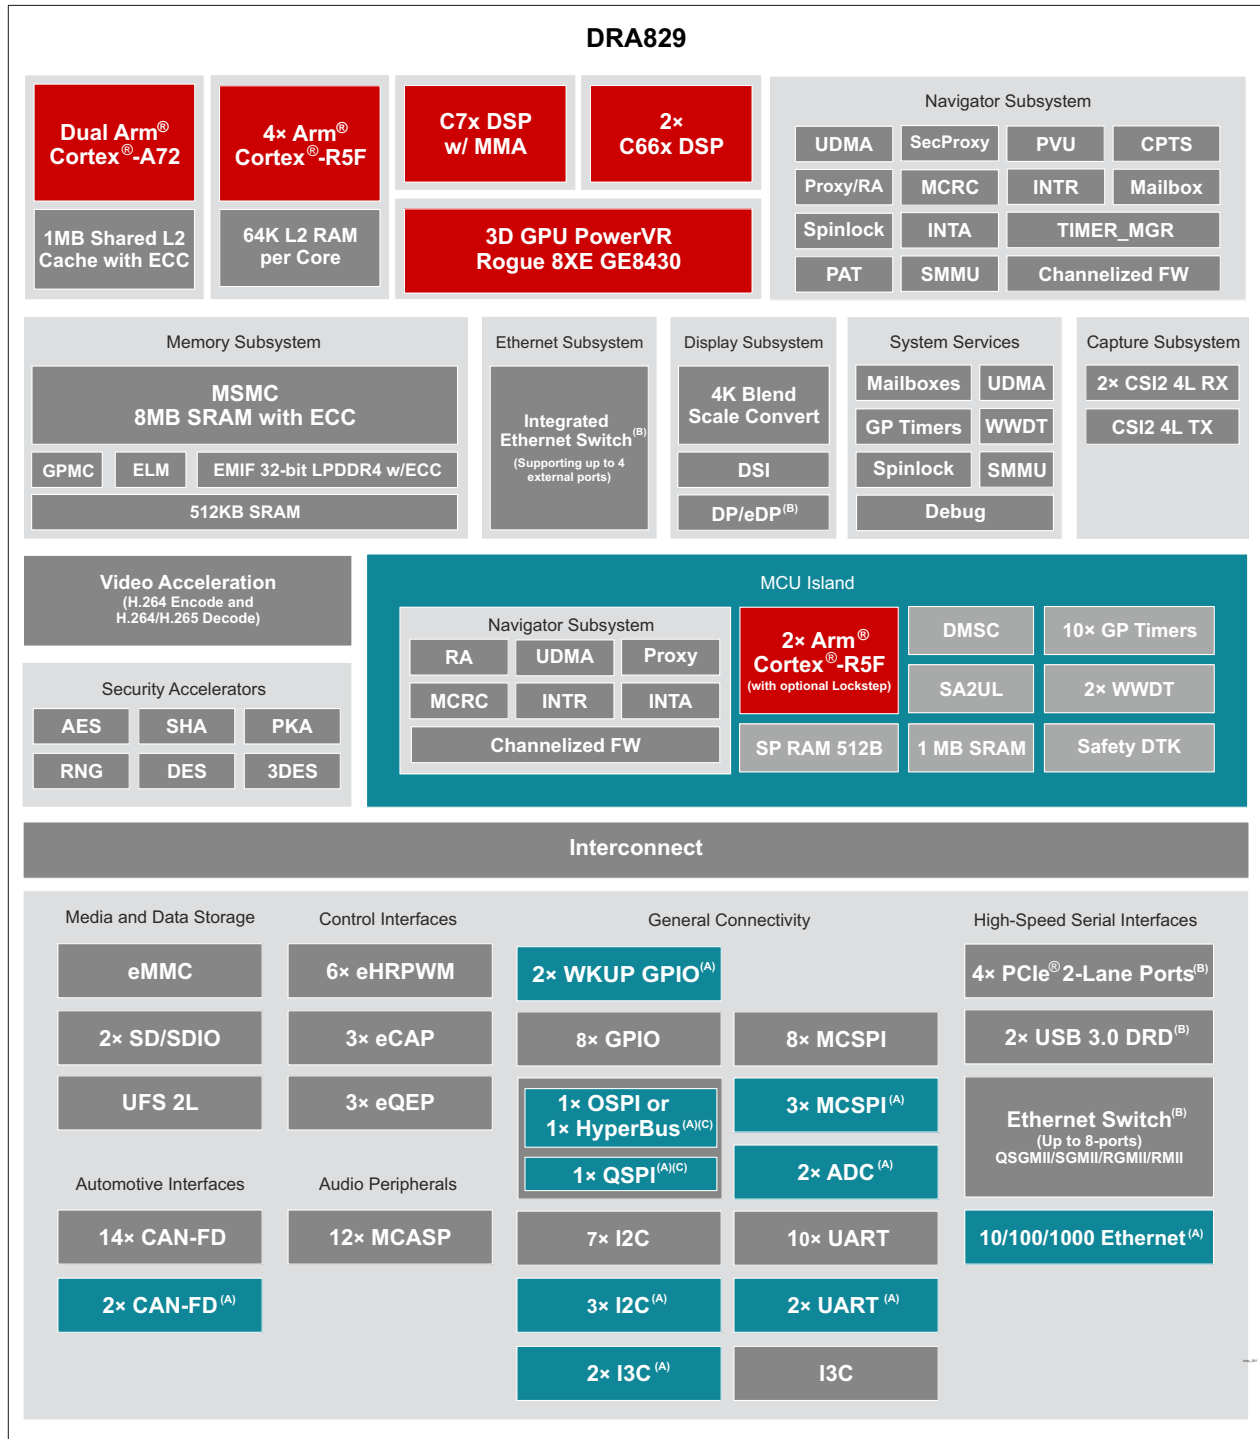 DRA829
Dual Arm®
Cortex®-A72
1MB Shared L2
Cache with ECC
4× Arm®
Cortex®-R5F
64K L2 RAM
per Core
C7x DSP
w/ MMA
2×
C66x DSP
3D GPU PowerVR
Rogue 8XE GE8430
Navigator Subsystem
UDMA
SecProxy
PVU
CPTS
Proxy/RA
MCRC
INTR
Mailbox
Spinlock
INTA
TIMER_MGR
PAT
SMMU
Channelized FW
Memory Subsystem
MSMC
8MB SRAM with ECC
GPMC
ELM
EMIF 32-bit LPDDR4 w/ECC
512KB SRAM
Ethernet Subsystem
Integrated
Ethernet Switch(B)
(Supporting up to 4
external ports)
Display Subsystem
4K Blend
Scale Convert
DSI
DP/eDP(B)
System Services
Mailboxes
UDMA
GP Timers
WWDT
Spinlock
SMMU
Debug
Capture Subsystem
2× CSI2 4L RX
CSI2 4L TX
Video Acceleration
(H.264 Encode and
H.264/H.265 Decode)
Security Accelerators
AES
SHA
PKA
RNG
DES
3DES
MCU Island
Navigator Subsystem
RA
UDMA
Proxy
MCRC
INTR
INTA
Channelized FW
2× Arm®
Cortex®-R5F
(with optional Lockstep)
DMSC
10× GP Timers
SA2UL
2× WWDT
SP RAM 512B
1 MB SRAM
Safety DTK
Interconnect
Media and Data Storage
eMMC
2× SD/SDIO
UFS 2L
Automotive Interfaces
14× CAN-FD
2× CAN-FD(A)
Control Interfaces
6× eHRPWM
3× eCAP
3× eQEP
Audio Peripherals
12× MCASP
General Connectivity
2× WKUP GPIO(A)
8× GPIO
8× MCSPI
1× OSPI or
1× HyperBus(A)(C)
1× QSPI(A)(C)
3× MCSPI(A)
2× ADC(A)
7× I2C
10× UART
3× I2C(A)
2× UART(A)
2× I3C(A)
I3C
High-Speed Serial Interfaces
4× PCIe® 2-Lane Ports(B)
2× USB 3.0 DRD(B)
Ethernet Switch(B)
(Up to 8-ports)
QSGMII/SGMII/RGMII/RMII
10/100/1000 Ethernet(A)